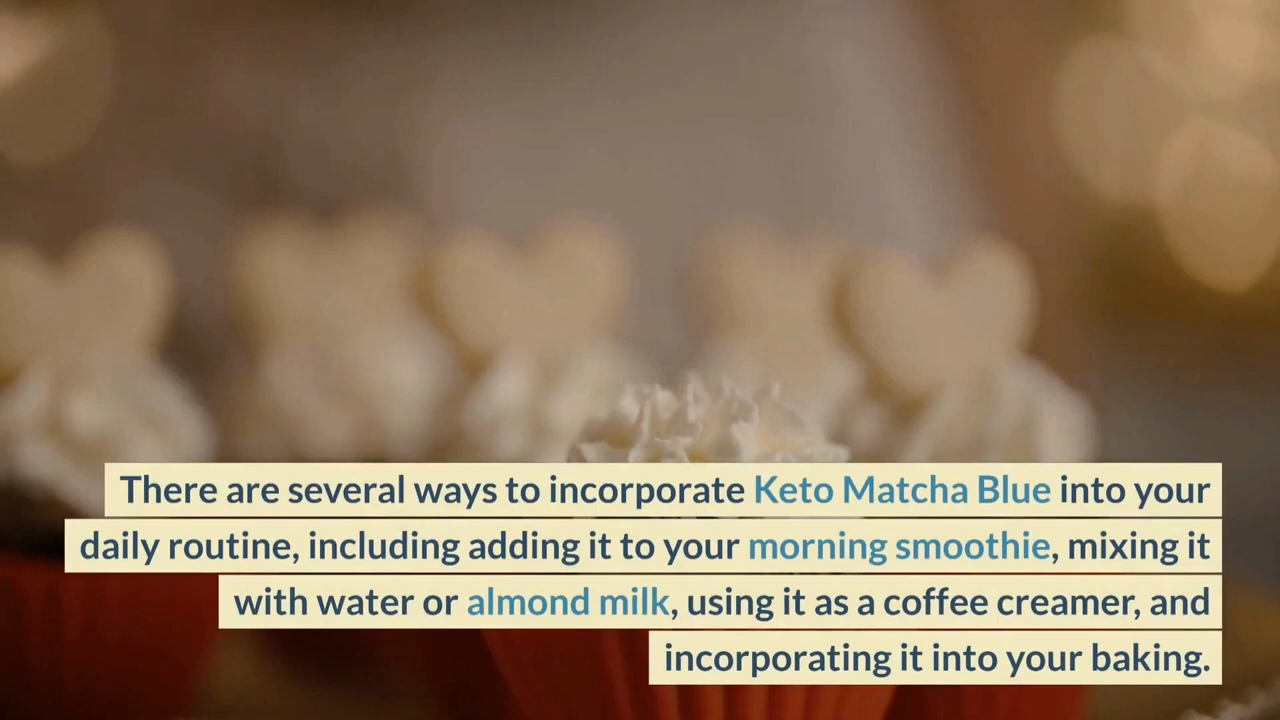 There are several ways to incorporate Keto Matcha Blue into your
daily routine, including adding it to your morning smoothie, mixing it
with water or almond milk, using it as a coffee creamer, and
incorporating it into your baking.